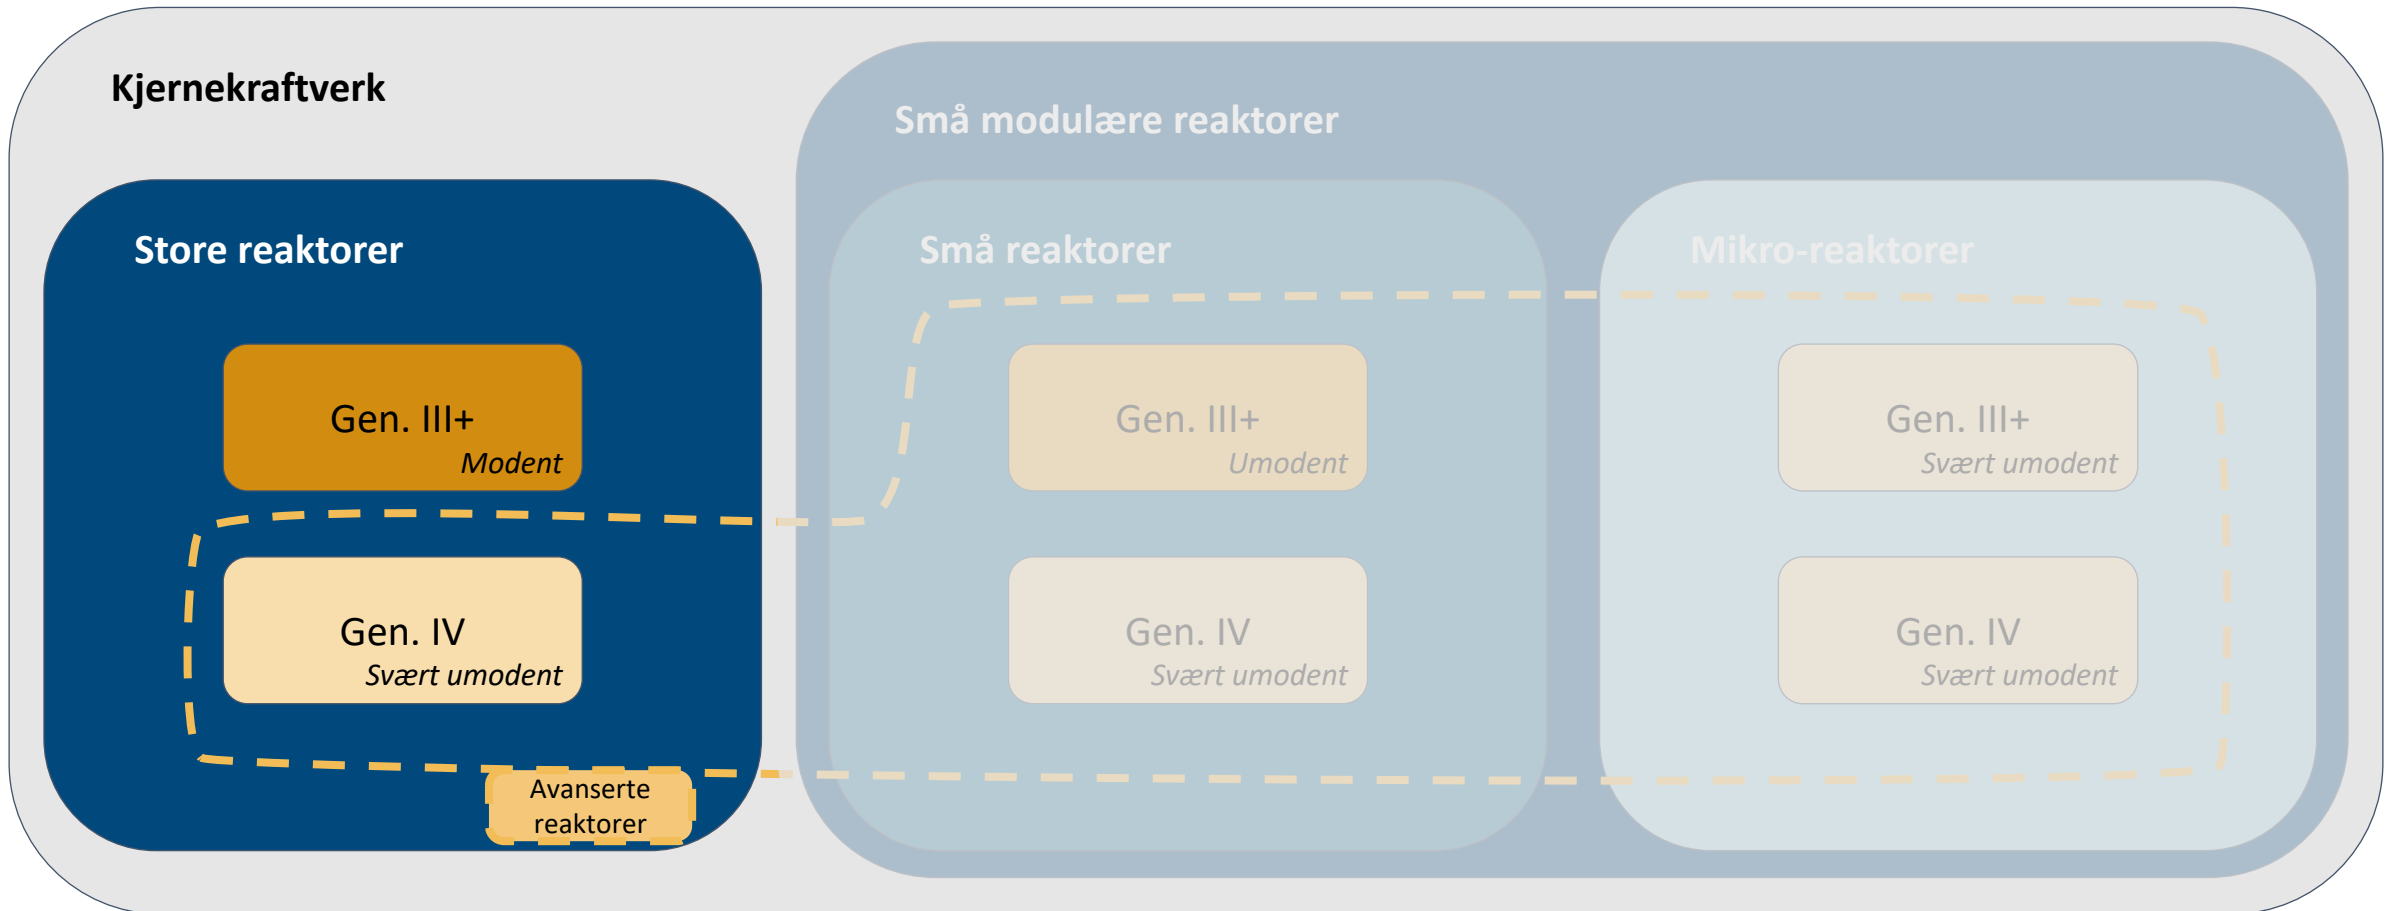 Kjernekraftverk
Små modulære reaktorer
Store reaktorer
Små reaktorer
Mikro-reaktorer
Gen. III+
Modent
Gen. III+
Umodent
Gen. III+
Svært umodent
Gen. IV
Svært umodent
Gen. IV
Svært umodent
Gen. IV
Svært umodent
Avanserte
reaktorer